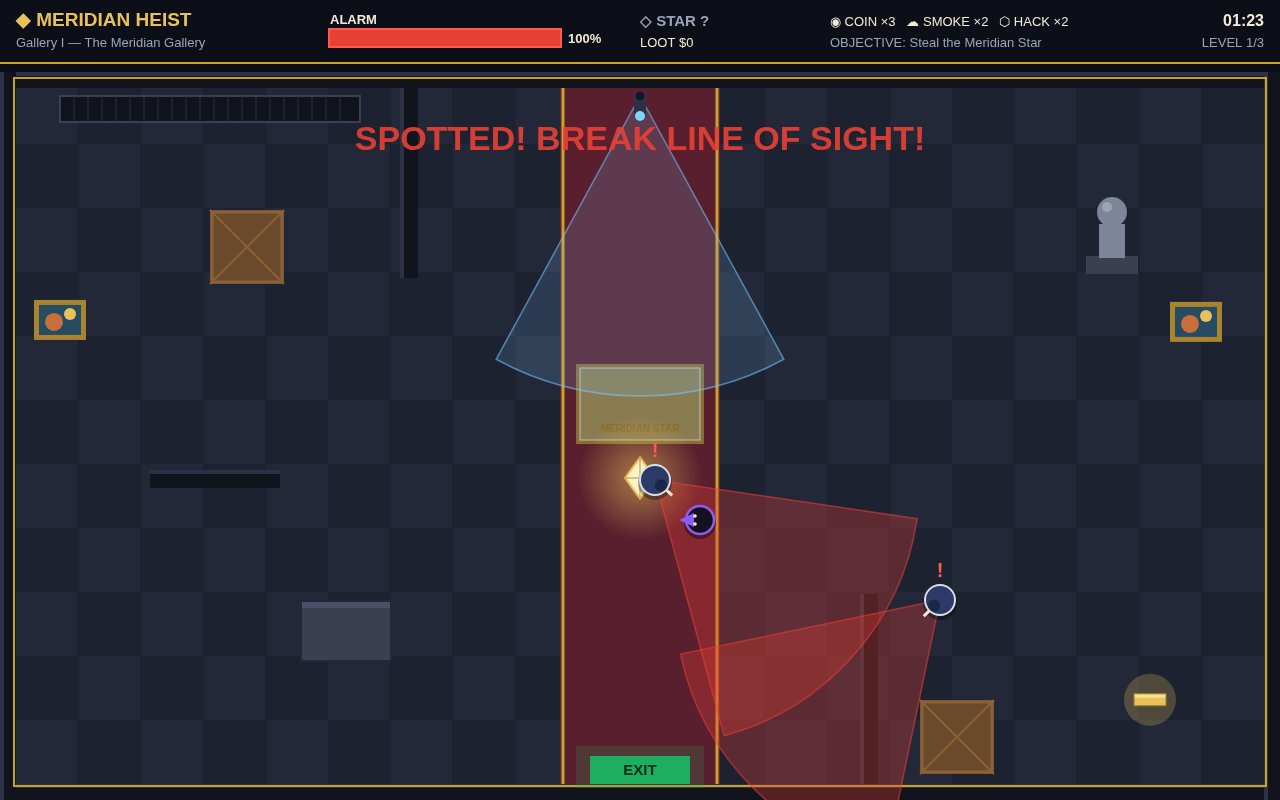 ◆ MERIDIAN HEIST
Gallery I — The Meridian Gallery
ALARM
100%
◇ STAR ?
LOOT $0
◉ COIN ×3 ☁ SMOKE ×2 ⬡ HACK ×2
OBJECTIVE: Steal the Meridian Star
01:23
LEVEL 1/3
SPOTTED! BREAK LINE OF SIGHT!
MERIDIAN STAR
!
!
EXIT